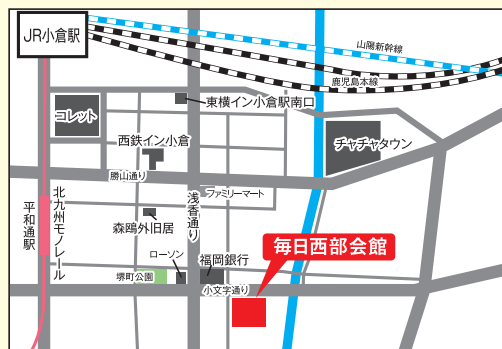 JR小倉駅
山陽新幹線
鹿児島本線
東横イン小倉駅南口
コレット
西鉄イン小倉
チャチャタウン
勝山通り
ファミリーマート
北九州モノレール
平和通駅
浅香通り
森鴎外旧居
毎日西部会館
ローソン
福岡銀行
堺町公園
小文字通り